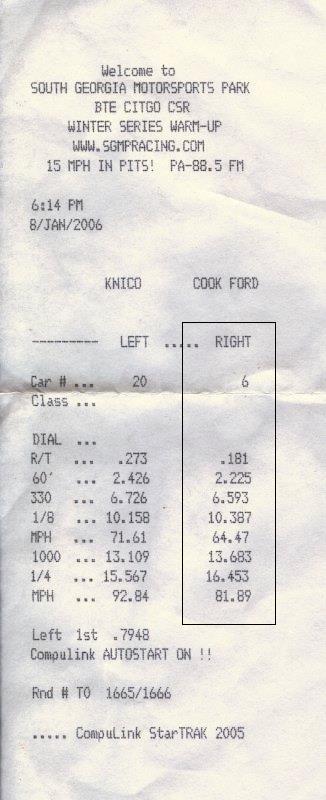 Welcome to
SOUTH GEORGIA MOTORSPORTS PARK
BTE CITGO CSR
WINTER SERIES WARM-UP
WWW.SGMPRACING.COM
15 MPH IN PITS! PA-88.5 FM
6:14 PM
8/JAN/2006
KNICO COOK FORD
--------- LEFT ..... RIGHT
Car # ... 20 6
Class ...
DIAL ...
R/T ... .273 .181
60' ... 2.426 2.225
330 ... 6.726 6.593
1/8 ... 10.158 10.387
MPH ... 71.61 64.47
1000 ... 13.109 13.683
1/4 ... 15.567 16.453
MPH ... 92.84 81.89
Left 1st .7948
Compulink AUTOSTART ON !!
Rnd # TO 1665/1666
..... CompuLink StarTRAK 2005